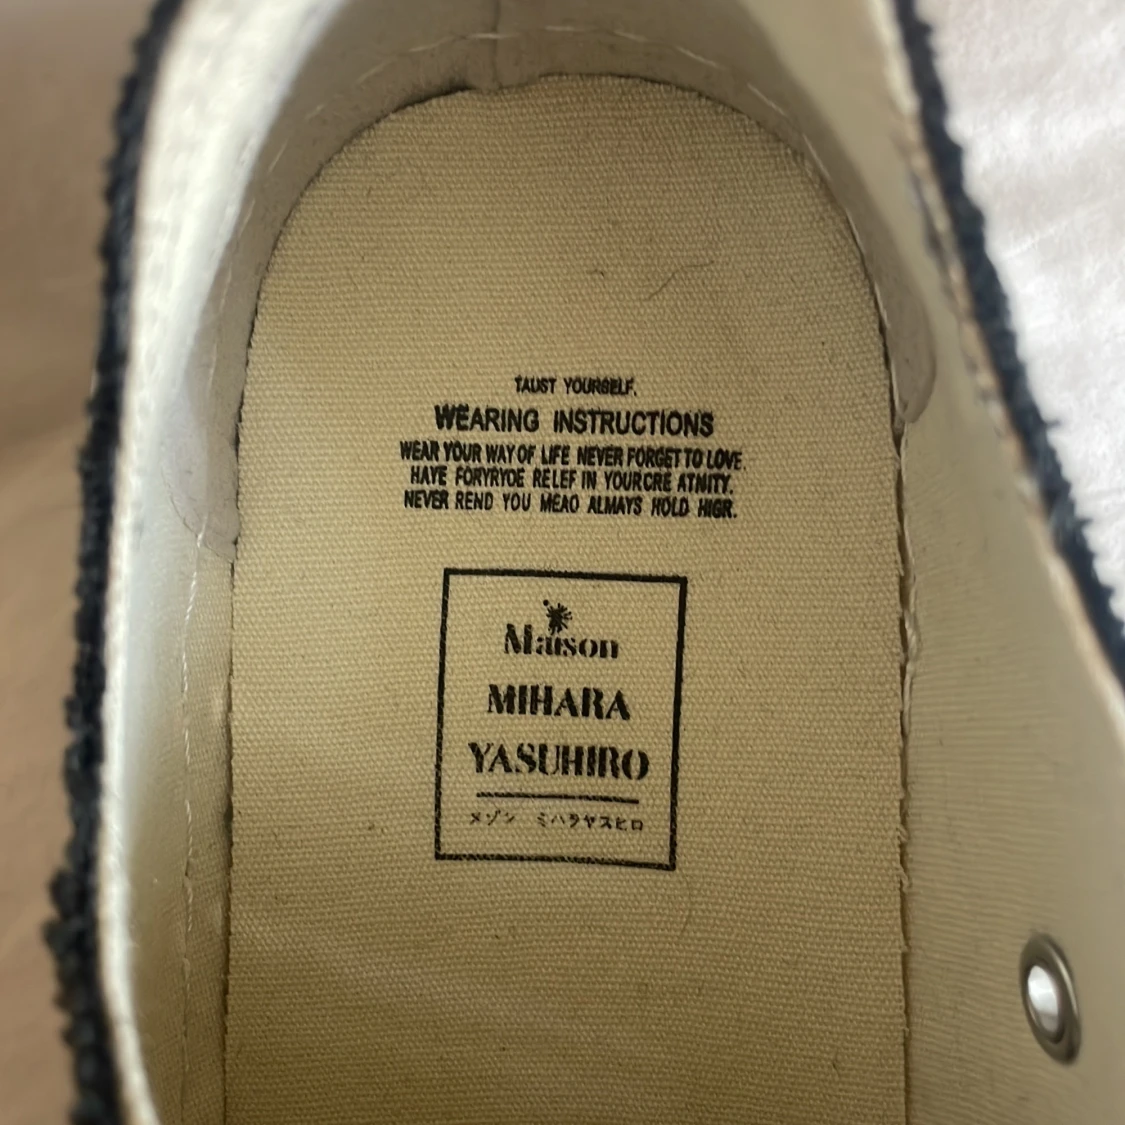 TAUST YOURSELF.
WEARING INSTRUCTIONS
WEAR YOUR WAY OF LIFE NEVER FORGET TO LOVE.
HAYE FORYRYOE RELEF IN YOURCRE ATNITY.
NEVER REND YOU MEAO ALMAYS HOLD HIGR.
Maison
MIHARA
YASUHIRO
メゾン ミハラヤスヒロ